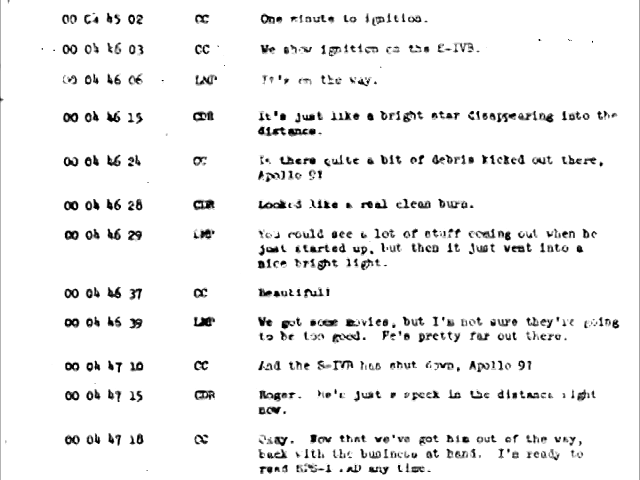 00 04 45 02 CC One minute to ignition.
00 04 46 03 CC We show ignition on the S-IVB.
00 04 46 06 LMP It's on the way.
00 04 46 15 CDR It's just like a bright star disappearing into the
distance.
00 04 46 24 CC Is there quite a bit of debris kicked out there,
Apollo 9?
00 04 46 28 CDR Looked like a real clean burn.
00 04 46 29 LMP You could see a lot of stuff coming out when he
just started up, but then it just went into a
nice bright light.
00 04 46 37 CC Beautiful!
00 04 46 39 LMP We got some movies, but I'm not sure they're going
to be too good. He's pretty far out there.
00 04 47 10 CC And the S-IVB has shut down, Apollo 9?
00 04 47 15 CDR Roger. He's just a speck in the distance right
now.
00 04 47 18 CC Okay. Now that we've got him out of the way,
back with the business at hand. I'm ready to
read SPS-1 PAD any time.